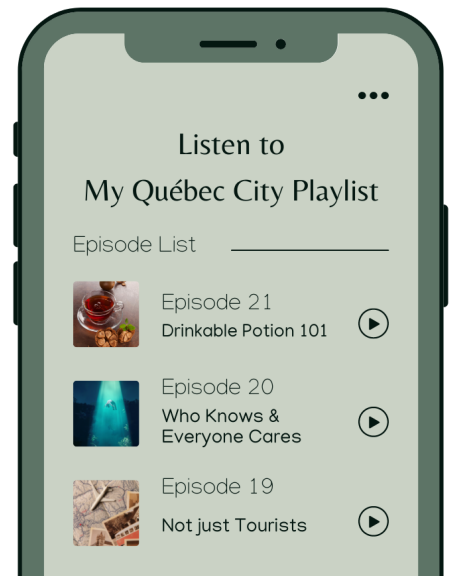 Listen to
My Québec City Playlist
Episode List
Episode 21
Drinkable Potion 101
Episode 20
Who Knows &
Everyone Cares
Episode 19
Not just Tourists